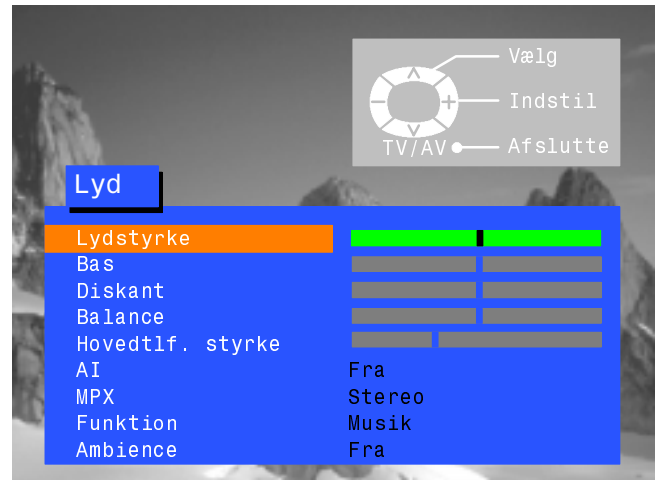 Vælg
Indstil
TV/AV Afslutte
Lyd
Lydstyrke
Bas
Diskant
Balance
Hovedtlf. styrke
AI Fra
MPX Stereo
Funktion Musik
Ambience Fra